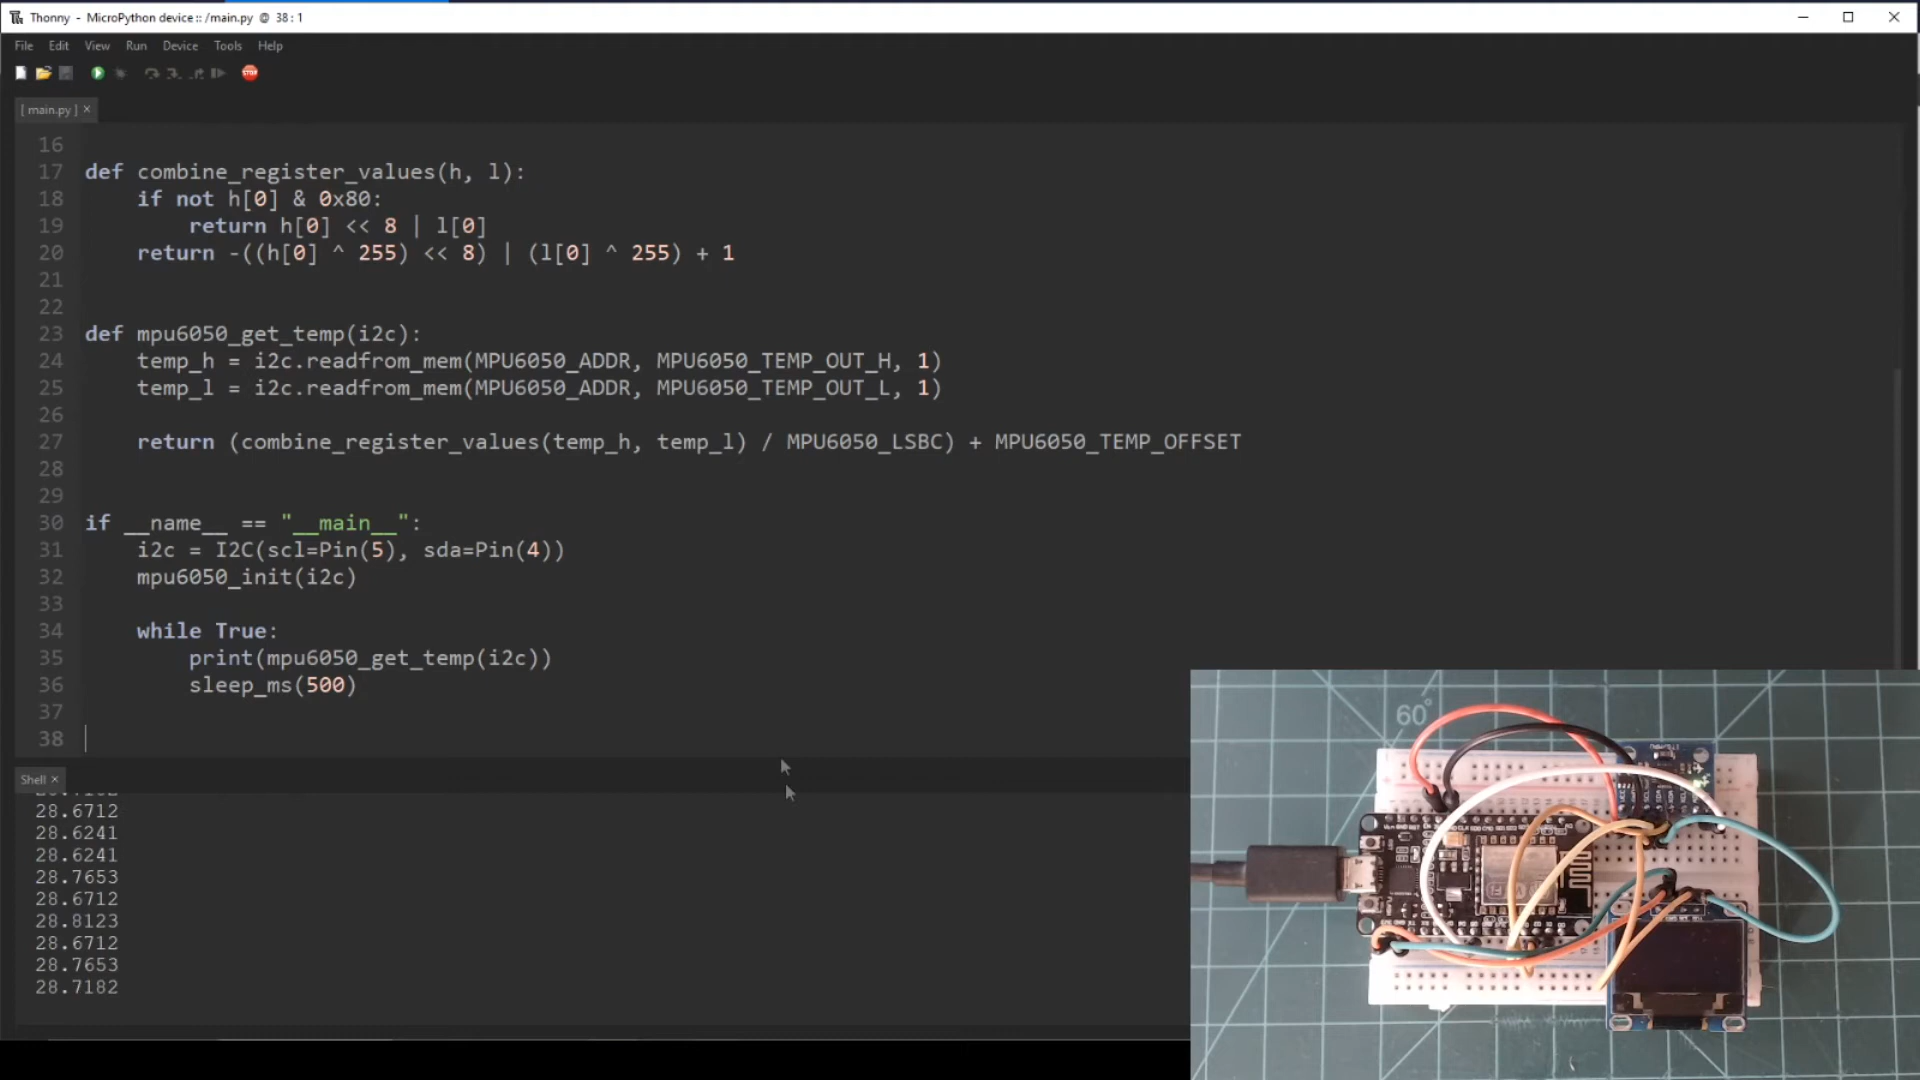 Thonny - MicroPython device :: /main.py @ 38 : 1
File Edit View Run Device Tools Help
STOP
[ main.py ] ×
16
17 def combine_register_values(h, l):
18     if not h[0] & 0x80:
19         return h[0] << 8 | l[0]
20     return -((h[0] ^ 255) << 8) | (l[0] ^ 255) + 1
21
22
23 def mpu6050_get_temp(i2c):
24     temp_h = i2c.readfrom_mem(MPU6050_ADDR, MPU6050_TEMP_OUT_H, 1)
25     temp_l = i2c.readfrom_mem(MPU6050_ADDR, MPU6050_TEMP_OUT_L, 1)
26
27     return (combine_register_values(temp_h, temp_l) / MPU6050_LSBC) + MPU6050_TEMP_OFFSET
28
29
30 if __name__ == "__main__":
31     i2c = I2C(scl=Pin(5), sda=Pin(4))
32     mpu6050_init(i2c)
33
34     while True:
35         print(mpu6050_get_temp(i2c))
36         sleep_ms(500)
37
38
Shell ×
28.6712
28.6241
28.6241
28.7653
28.6712
28.8123
28.6712
28.7653
28.7182
60°